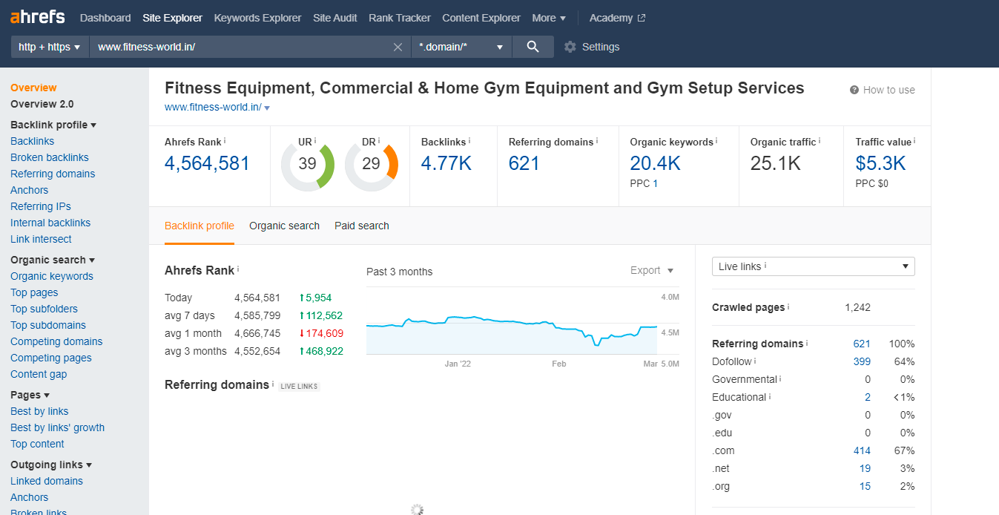 ahrefs Dashboard Site Explorer Keywords Explorer Site Audit Rank Tracker Content Explorer More Academy
http + https www.fitness-world.in/ *.domain/* Settings
Overview
Overview 2.0
Backlink profile
Backlinks
Broken backlinks
Referring domains
Anchors
Referring IPs
Internal backlinks
Link intersect
Organic search
Organic keywords
Top pages
Top subfolders
Top subdomains
Competing domains
Competing pages
Content gap
Pages
Best by links
Best by links' growth
Top content
Outgoing links
Linked domains
Anchors
Broken links
Fitness Equipment, Commercial & Home Gym Equipment and Gym Setup Services
How to use
www.fitness-world.in/
Ahrefs Rank i
4,564,581
UR i
39
DR i
29
Backlinks i
4.77K
Referring domains i
621
Organic keywords i
20.4K
PPC 1
Organic traffic i
25.1K
Traffic value i
$5.3K
PPC $0
Backlink profile Organic search Paid search
Ahrefs Rank i
Today 4,564,581 5,954
avg 7 days 4,585,799 112,562
avg 1 month 4,666,745 174,609
avg 3 months 4,552,654 468,922
Past 3 months Export
4.0M
4.5M
Jan '22 Feb Mar 5.0M
Referring domains i LIVE LINKS
Live links i
Crawled pages i 1,242
Referring domains i 621 100%
Dofollow i 399 64%
Governmental i 0 0%
Educational i 2 <1%
.gov 0 0%
.edu 0 0%
.com 414 67%
.net 19 3%
.org 15 2%